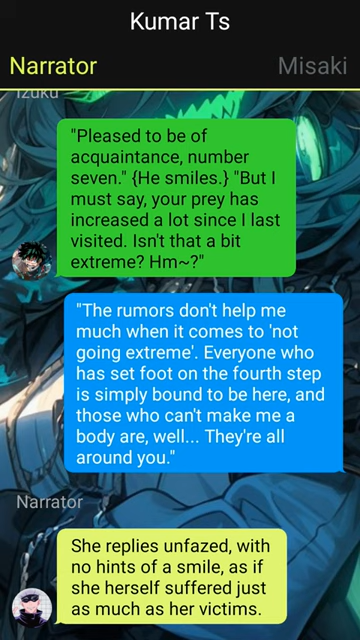 Kumar Ts
Narrator
Misaki
Izuku
"Pleased to be of
acquaintance, number
seven." {He smiles.} "But I
must say, your prey has
increased a lot since I last
visited. Isn't that a bit
extreme? Hm~?"
"The rumors don't help me
much when it comes to 'not
going extreme'. Everyone who
has set foot on the fourth step
is simply bound to be here, and
those who can't make me a
body are, well... They're all
around you."
Narrator
She replies unfazed, with
no hints of a smile, as if
she herself suffered just
as much as her victims.